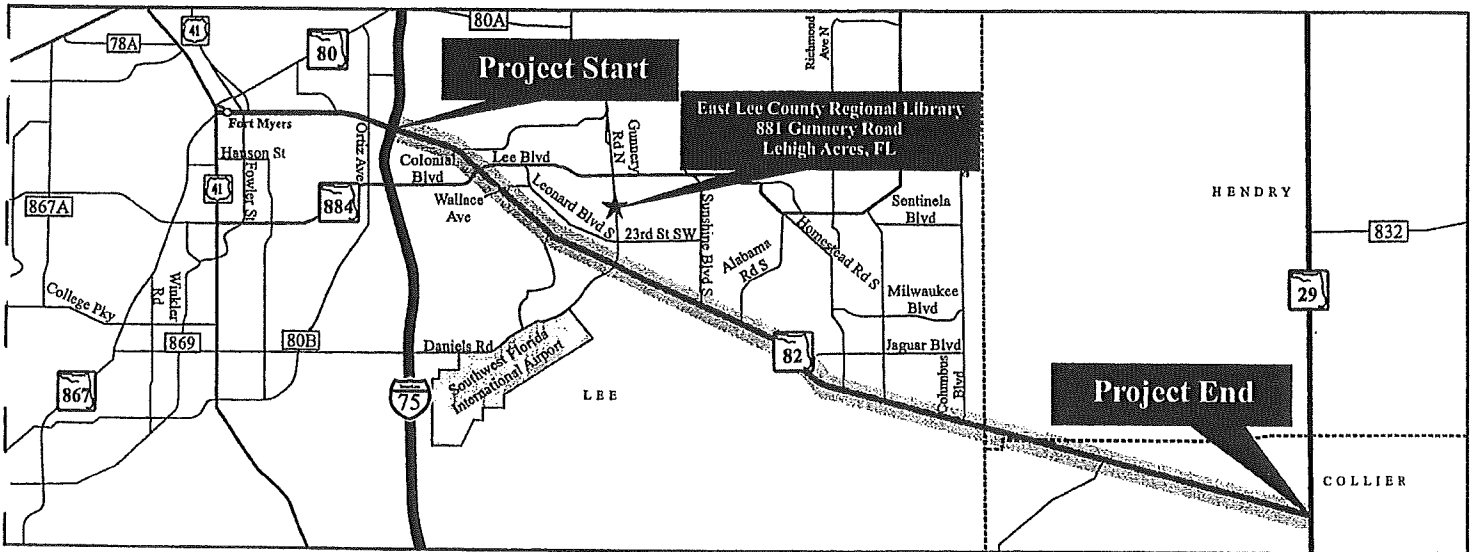 41
78A
80
80A
Richmond
Ave N
Project Start
East Lee County Regional Library
881 Gunnery Road
Lehigh Acres, FL
Fort Myers
Ortiz Ave
Gunnery
Rd N
Hanson St
Fowler St
Colonial
Blvd
Lee Blvd
HENDRY
41
884
867A
Wallace
Ave
Leonard Blvd S
23rd St SW
Sunshine Blvd S
Sentinela
Blvd
832
Alabama
Rd S
Homestead Rd S
29
College Pky
Winkler
Rd
Milwaukee
Blvd
869
80B
Daniels Rd
Southwest Florida
International Airport
82
Jaguar Blvd
Columbus
Blvd
867
75
LEE
Project End
COLLIER